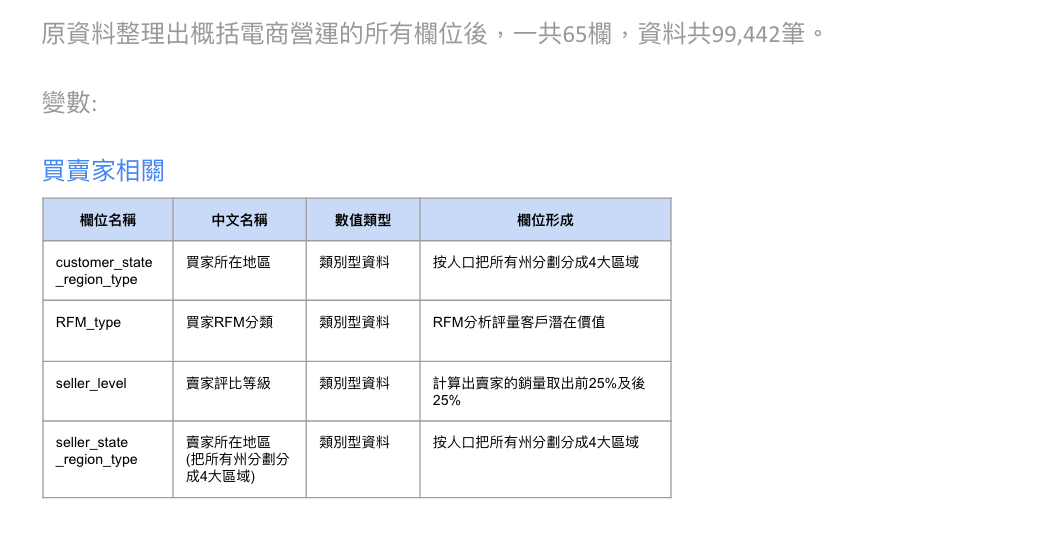 原資料整理出概括電商營運的所有欄位後，一共65欄，資料共99,442筆。
變數:
買賣家相關
欄位名稱 中文名稱 數值類型 欄位形成
customer_state
_region_type
買家所在地區
類別型資料
按人口把所有州分劃分成4大區域
RFM_type
買家RFM分類
類別型資料
RFM分析評量客戶潛在價值
seller_level
賣家評比等級
類別型資料
計算出賣家的銷量取出前25%及後
25%
seller_state
_region_type
賣家所在地區
(把所有州分劃分
成4大區域)
類別型資料
按人口把所有州分劃分成4大區域